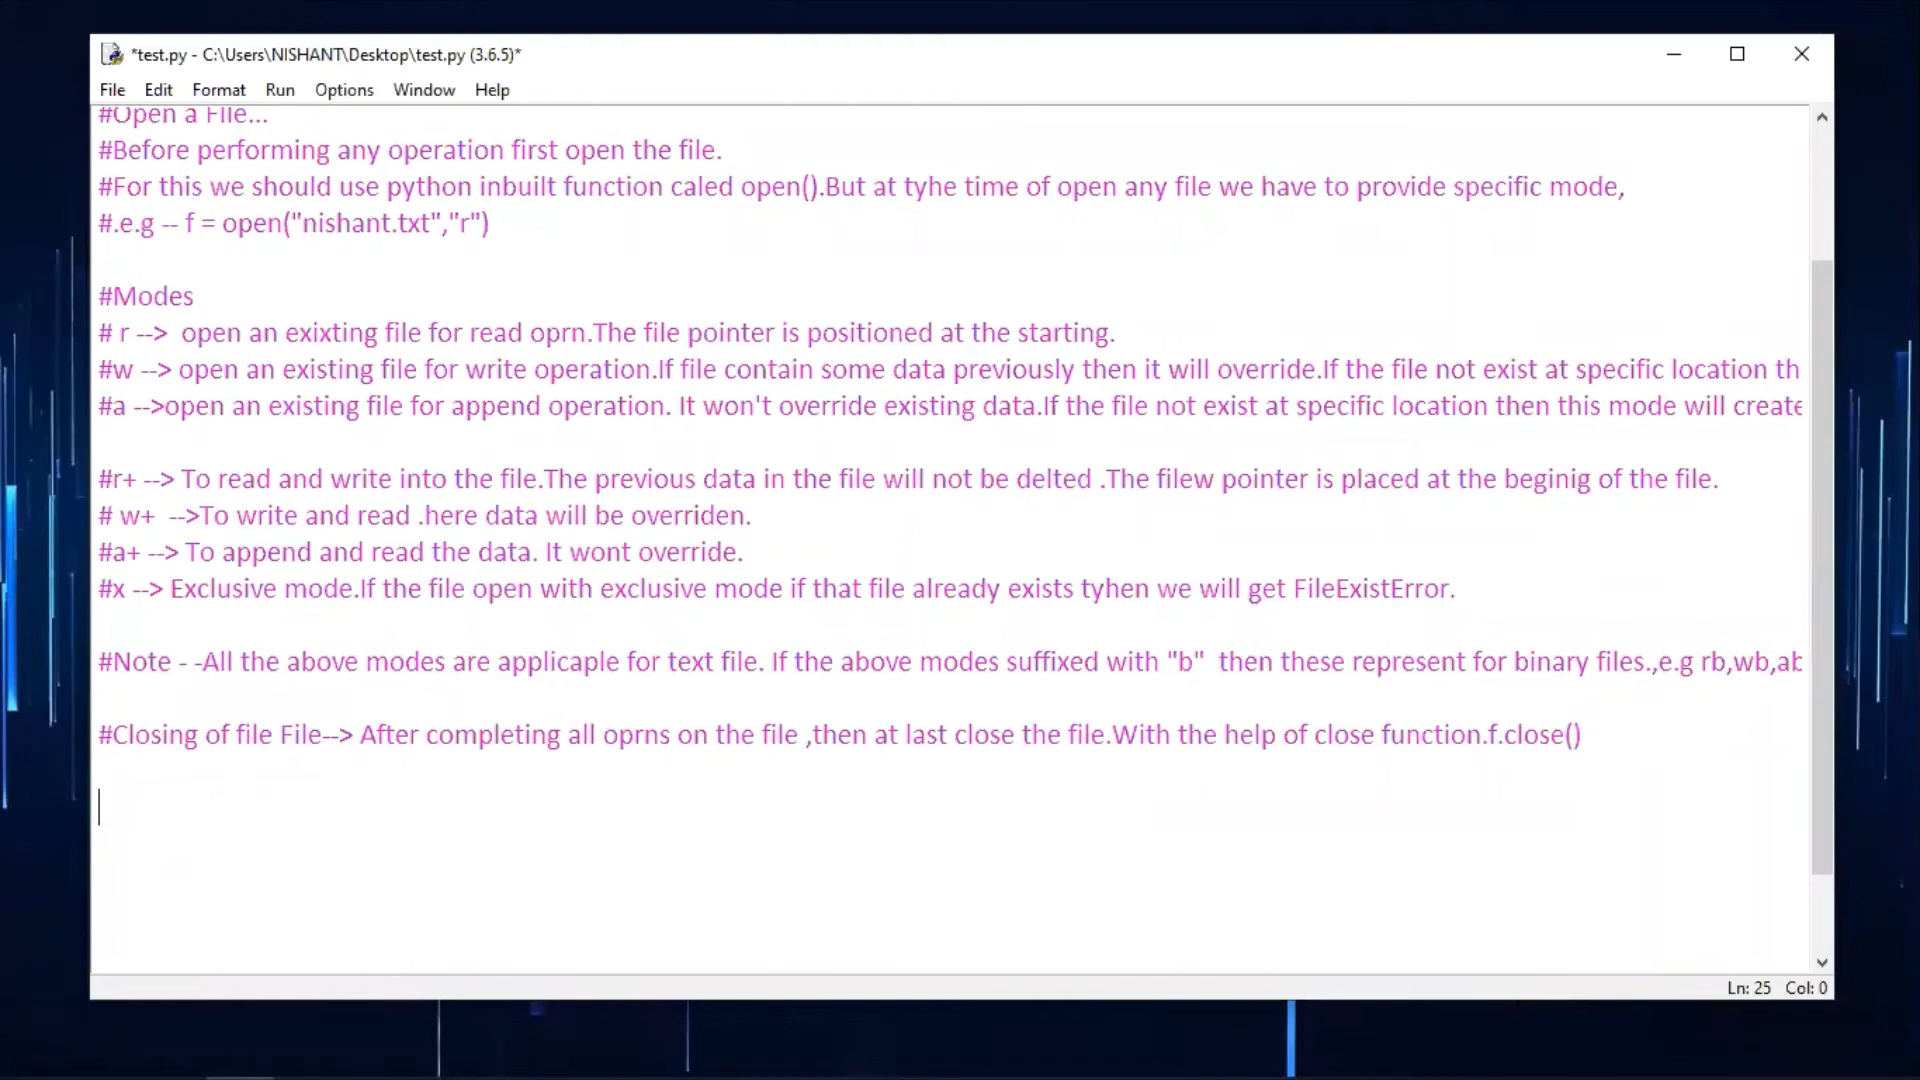 *test.py - C:\Users\NISHANT\Desktop\test.py (3.6.5)*
File Edit Format Run Options Window Help
#Open a FIle...
#Before performing any operation first open the file.
#For this we should use python inbuilt function caled open().But at tyhe time of open any file we have to provide specific mode,
#.e.g -- f = open("nishant.txt","r")
#Modes
# r -->  open an exixting file for read oprn.The file pointer is positioned at the starting.
#w --> open an existing file for write operation.If file contain some data previously then it will override.If the file not exist at specific location th
#a -->open an existing file for append operation. It won't override existing data.If the file not exist at specific location then this mode will create
#r+ --> To read and write into the file.The previous data in the file will not be delted .The filew pointer is placed at the beginig of the file.
# w+  -->To write and read .here data will be overriden.
#a+ --> To append and read the data. It wont override.
#x --> Exclusive mode.If the file open with exclusive mode if that file already exists tyhen we will get FileExistError.
#Note - -All the above modes are applicaple for text file. If the above modes suffixed with "b"  then these represent for binary files.,e.g rb,wb,ab
#Closing of file File--> After completing all oprns on the file ,then at last close the file.With the help of close function.f.close()
Ln: 25 Col: 0